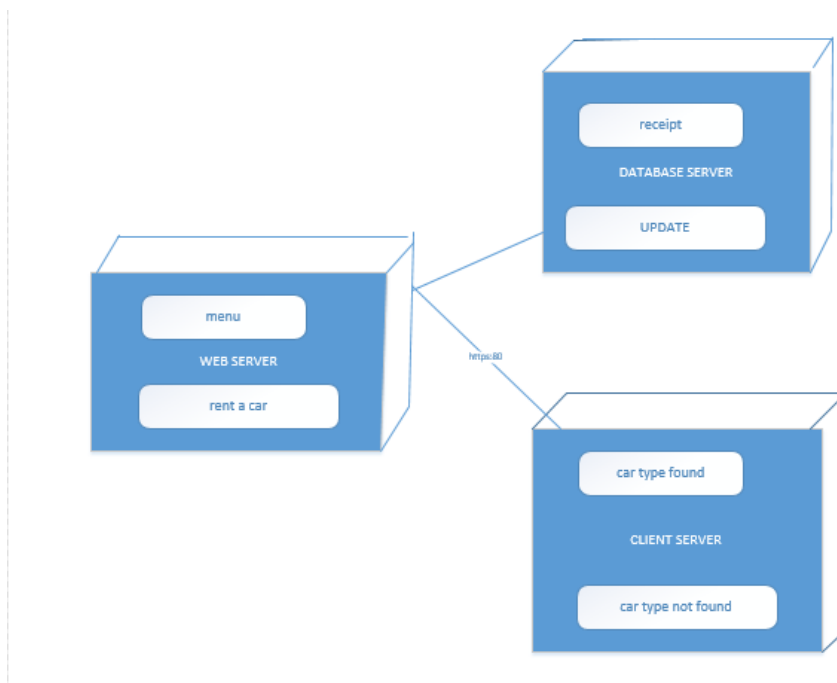 receipt
DATABASE SERVER
UPDATE
menu
WEB SERVER
rent a car
https:80
car type found
CLIENT SERVER
car type not found